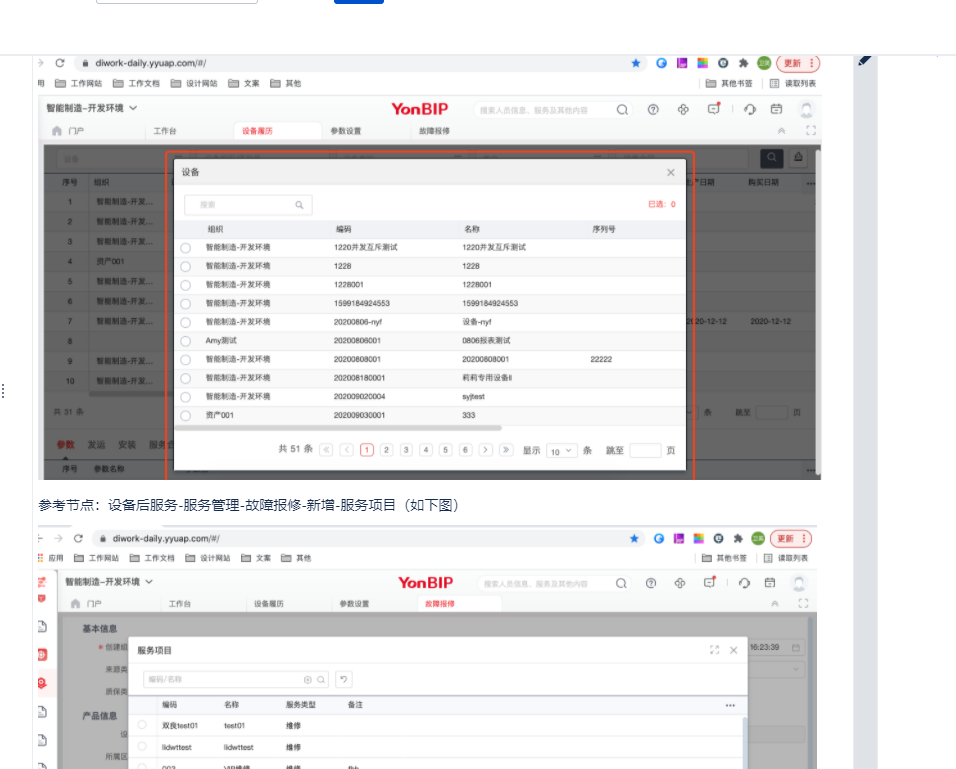 diwork-daily.yyuap.com/#/ 更新
用 工作网站 工作文档 设计网站 文案 其他 其他书签 读取列表
智能制造-开发环境 YonBIP 搜索人员信息、服务及其他内容
门户 工作台 设备履历 参数设置 故障报修
设备
序号 组织 设备 日期 购买日期
搜索 已选: 0
组织 编码 名称 序列号
1 智能制造-开发... 智能制造-开发环境 1220并发互斥测试 1220并发互斥测试
2 智能制造-开发... 智能制造-开发环境 1228 1228
3 智能制造-开发... 智能制造-开发环境 1228001 1228001
4 资产001 智能制造-开发环境 1599184924553 1599184924553
5 智能制造-开发... 智能制造-开发环境 20200806-nyf 设备-nyf
6 智能制造-开发... Amy测试 20200806001 0806报表测试
7 智能制造-开发... 智能制造-开发环境 20200808001 20200808001 22222 20-12-12 2020-12-12
8 智能制造-开发环境 202008180001 莉莉专用设备II
9 智能制造-开发... 智能制造-开发环境 202009020004 syjtest
10 智能制造-开发... 资产001 202009030001 333
共 31 条 条 跳至 页
共 51 条 1 2 3 4 5 6 显示 10 条 跳至 页
参数 发运 安装 服务
序号 参数名称
参考节点：设备后服务-服务管理-故障报修-新增-服务项目（如下图）
diwork-daily.yyuap.com/#/ 更新
应用 工作网站 工作文档 设计网站 文案 其他 其他书签 读取列表
智能制造-开发环境 YonBIP 搜索人员信息、服务及其他内容
门户 工作台 设备履历 参数设置 故障报修
基本信息
* 创建组 服务项目 16:23:39
来源类 编码/名称
质保类
编码 名称 服务类型 备注
产品信息
双良test01 test01 维修
设
lidwttest lidwttest 维修
所属区
003 VIP维修 维修